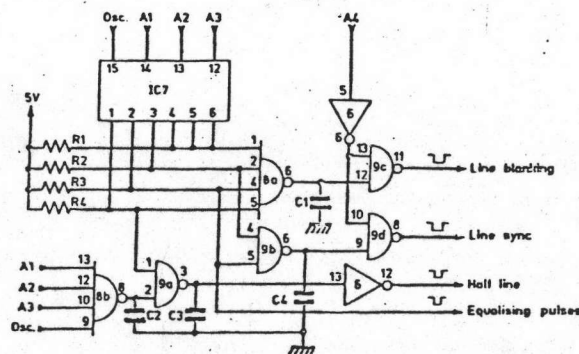 Osc. A1 A2 A3 A4
15 14 13 12
IC7
5V
1 2 3 4 5 6
5
6
6
R1
R2
R3
R4
1
2
4
5
8a
6
C1
13
12
9c
11
Line blanking
10
9
9d
8
Line sync
4
5
9b
6
C4
A1 13
A2 12
A3 10
Osc. 9
8b
8
C2
1
2
9a
3
C3
13
6
12
Half line
Equalising pulses